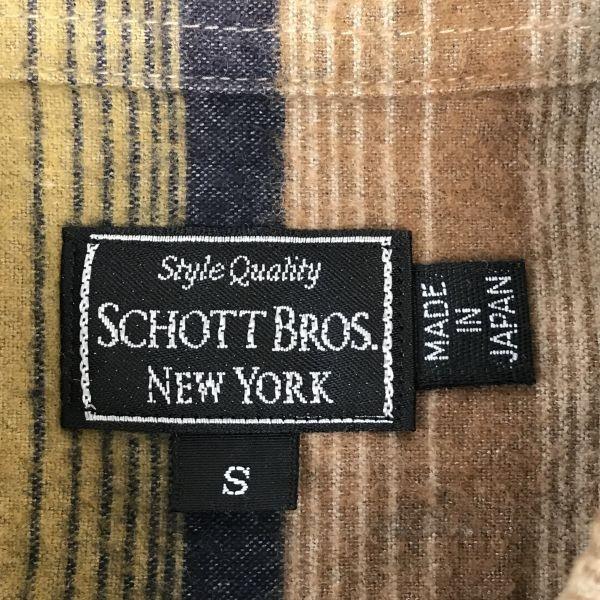 Style Quality
SCHOTT BROS.
NEW YORK
MADE
IN
JAPAN
S